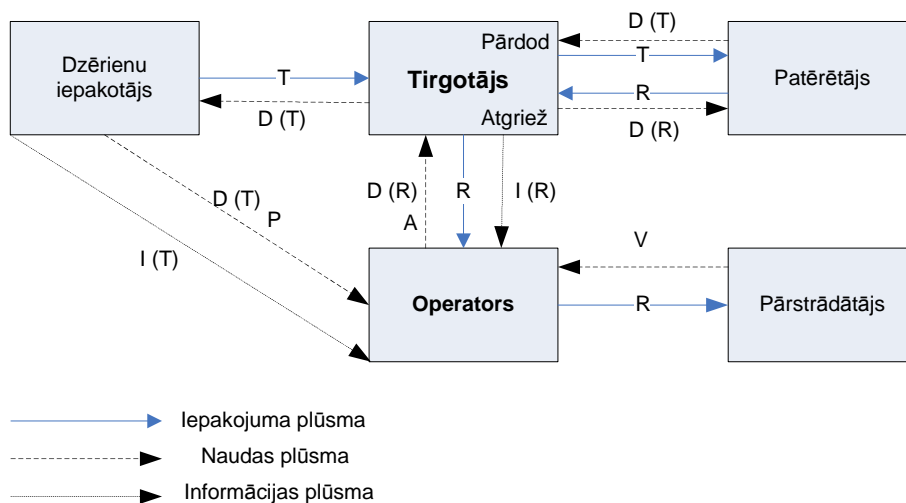 D (T)
Pārdod
T
Dzērienu
iepakotājs
T
Tirgotājs
Patērētājs
R
D (T)
Atgriež
D (R)
D (T)
P
D (R)
A
R
I (R)
I (T)
V
Operators
R
Pārstrādātājs
Iepakojuma plūsma
Naudas plūsma
Informācijas plūsma